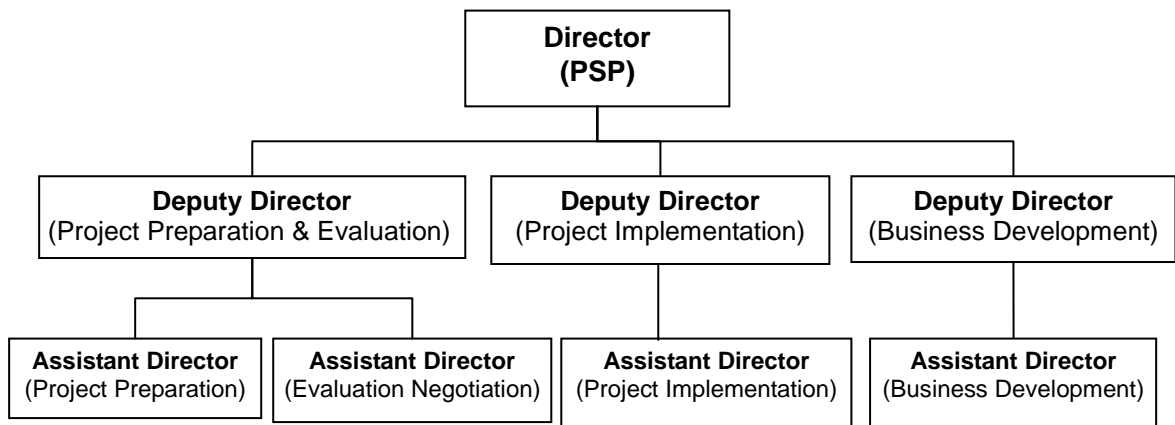 Director
(PSP)
Deputy Director
(Project Preparation & Evaluation)
Deputy Director
(Project Implementation)
Deputy Director
(Business Development)
Assistant Director
(Project Preparation)
Assistant Director
(Evaluation Negotiation)
Assistant Director
(Project Implementation)
Assistant Director
(Business Development)